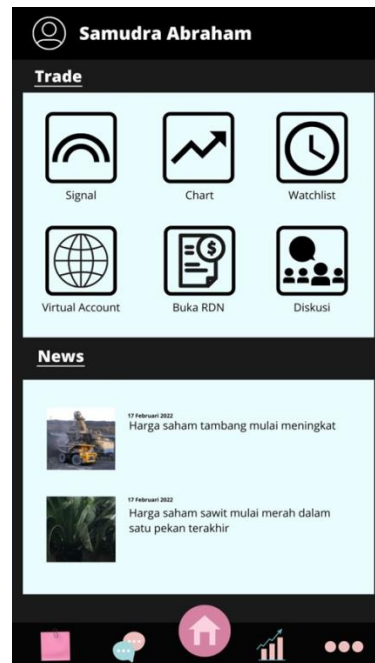 Samudra Abraham
Trade
Signal
Chart
Watchlist
Virtual Account
Buka RDN
Diskusi
News
17 Februari 2022
Harga saham tambang mulai meningkat
17 Februari 2022
Harga saham sawit mulai merah dalam
satu pekan terakhir